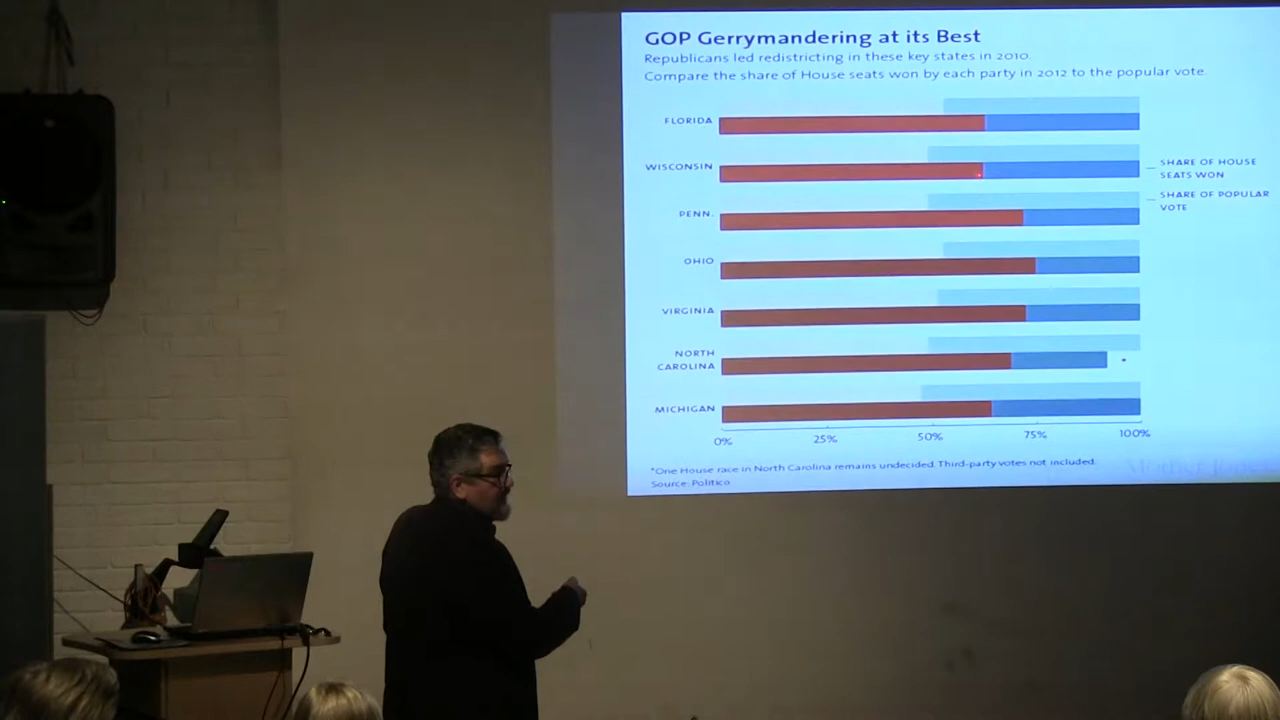 GOP Gerrymandering at its Best
Republicans led redistricting in these key states in 2010.
Compare the share of House seats won by each party in 2012 to the popular vote.
FLORIDA
WISCONSIN
SHARE OF HOUSE
SEATS WON
SHARE OF POPULAR
VOTE
PENN.
OHIO
VIRGINIA
NORTH
CAROLINA
*
MICHIGAN
0% 25% 50% 75% 100%
*One House race in North Carolina remains undecided. Third-party votes not included.
Source: Politico
Mother Jones